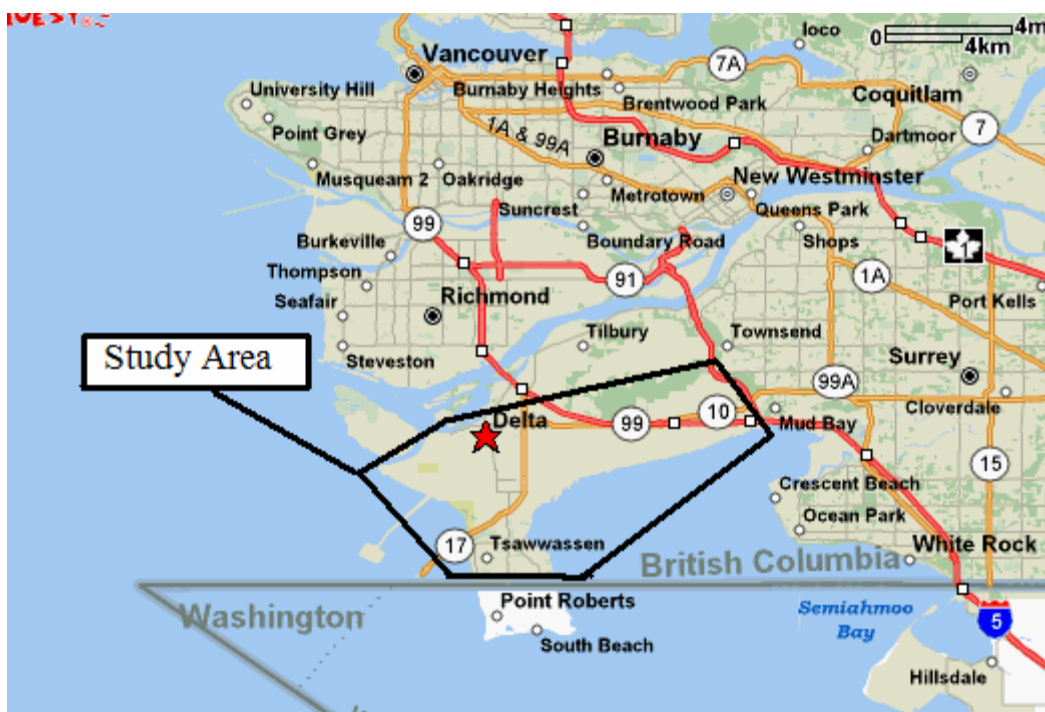 QUEST
0 4m
4km
Ioco
Vancouver
7A
University Hill
Burnaby Heights
Coquitlam
Brentwood Park
Point Grey
1A & 99A
Burnaby
Dartmoor
7
Musqueam 2
Oakridge
Metrotown
New Westminster
Suncrest
Queens Park
99
Burkeville
Boundary Road
Shops
1
Thompson
91
1A
Seafair
Richmond
Port Kells
Tilbury
Townsend
Study Area
Steveston
Surrey
99A
Cloverdale
Delta
99
10
Mud Bay
15
Crescent Beach
Ocean Park
17
Tsawwassen
White Rock
British Columbia
Washington
Point Roberts
Semiahmoo
Bay
5
South Beach
Hillsdale